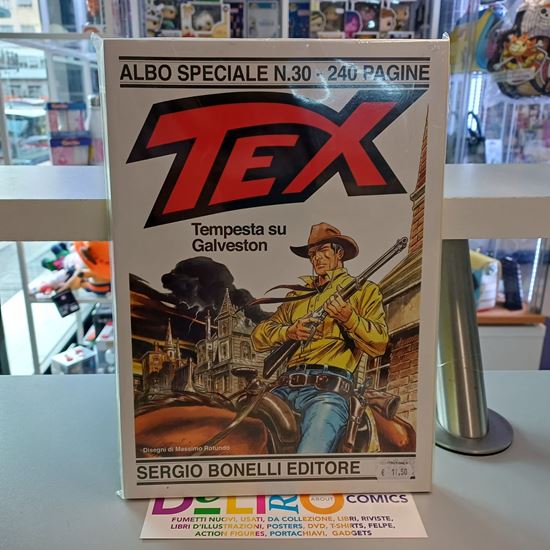 ALBO SPECIALE N.30 - 240 PAGINE
TEX
Tempesta su
Galveston
Disegni di Massimo Rotundo
SERGIO BONELLI EDITORE
€ 11,50
ABOUT
COMICS
FUMETTI NUOVI, USATI, DA COLLEZIONE, LIBRI, RIVISTE,
LIBRI D'ILLUSTRAZIONI, POSTERS, DVD, T-SHIRTS, FELPE,
ACTION FIGURES, PORTACHIAVI, GADGETS